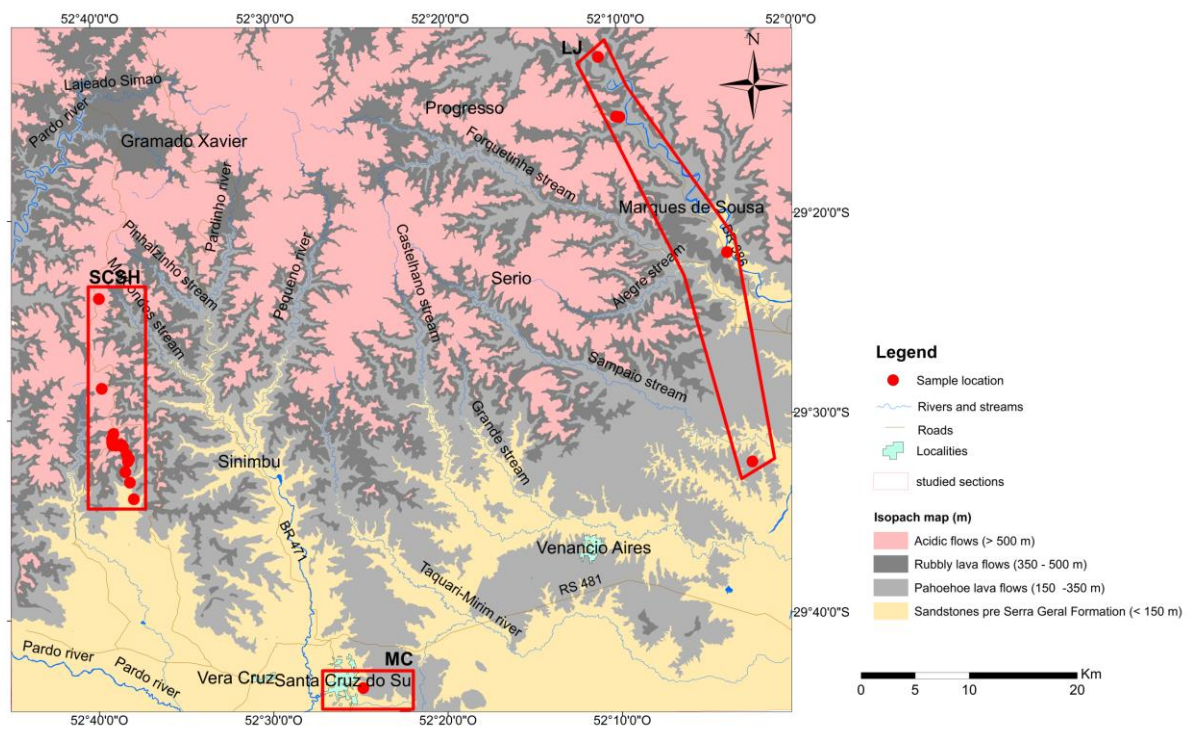 52°40'0"O
52°30'0"O
52°20'0"O
52°10'0"O
52°0'0"O
LJ
N
Lajeado Simao
Pardo river
Progresso
Gramado Xavier
Forquetinha stream
Pardinho river
Marques de Sousa
29°20'0"S
Pinhalzinho stream
Castelhano stream
Pequeno river
SCSH
Serio
Alegre stream
Sampaio stream
Grande stream
Legend
Sample location
Rivers and streams
29°30'0"S
Roads
Localities
Sinimbu
studied sections
BR 471
Venancio Aires
Isopach map (m)
Acidic flows (> 500 m)
Rubbly lava flows (350 - 500 m)
Taquari-Mirim river
RS 481
Pahoehoe lava flows (150 -350 m)
29°40'0"S
Sandstones pre Serra Geral Formation (< 150 m)
Pardo river
Pardo river
MC
Vera Cruz
Santa Cruz do Su
Km
0 5 10 20
52°40'0"O
52°30'0"O
52°20'0"O
52°10'0"O